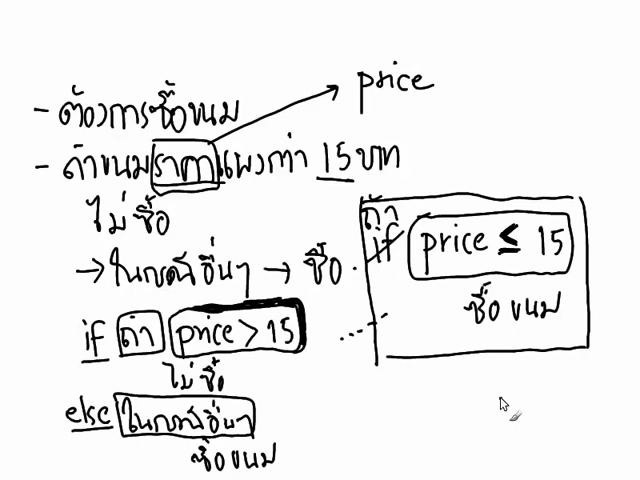 price
- ต้องการซื้อขนม
- ถ้าขนมราคาแพงกว่า 15 บาท
ไม่ซื้อ
→ ในกรณีอื่นๆ → ซื้อ
if ถ้า price > 15
ไม่ซื้อ
else ในกรณีอื่นๆ
ซื้อขนม
ถ้า
if price ≤ 15
ซื้อขนม